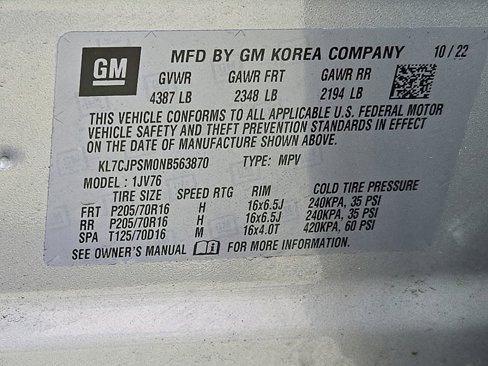 GM MFD BY GM KOREA COMPANY 10/22
GVWR GAWR FRT GAWR RR
4387 LB 2348 LB 2194 LB
THIS VEHICLE CONFORMS TO ALL APPLICABLE U.S. FEDERAL MOTOR
VEHICLE SAFETY AND THEFT PREVENTION STANDARDS IN EFFECT
ON THE DATE OF MANUFACTURE SHOWN ABOVE.
KL7CJPSM0NB563870 TYPE: MPV
MODEL: 1JV76
TIRE SIZE SPEED RTG RIM COLD TIRE PRESSURE
FRT P205/70R16 H 16x6.5J 240KPA, 35 PSI
RR P205/70R16 H 16x6.5J 240KPA, 35 PSI
SPA T125/70D16 M 16x4.0T 420KPA, 60 PSI
SEE OWNER'S MANUAL FOR MORE INFORMATION.